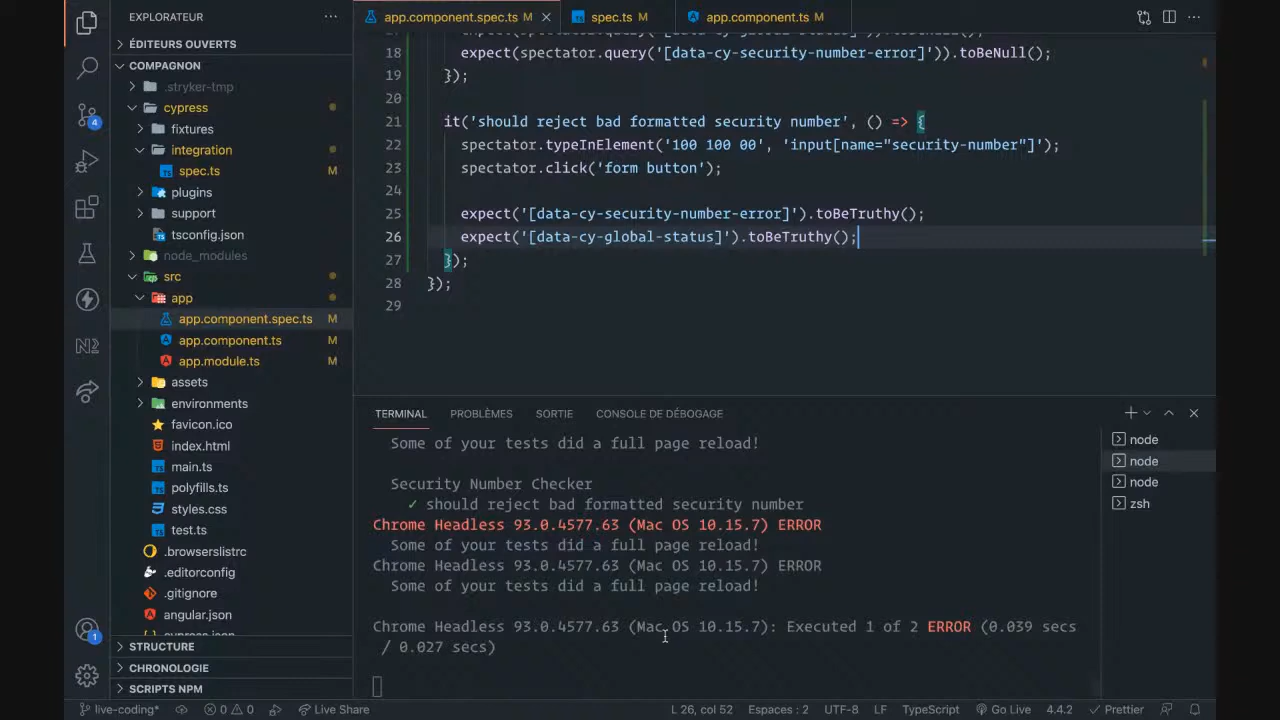 EXPLORATEUR
ÉDITEURS OUVERTS
COMPAGNON
.stryker-tmp
cypress
fixtures
integration
spec.ts M
plugins
support
tsconfig.json
node_modules
src
app
app.component.spec.ts M
app.component.ts M
app.module.ts M
assets
environments
favicon.ico
index.html
main.ts
polyfills.ts
styles.css
test.ts
.browserslistrc
.editorconfig
.gitignore
angular.json
STRUCTURE
CHRONOLOGIE
SCRIPTS NPM
4
N2
1
app.component.spec.ts M
spec.ts M
app.component.ts M
18 expect(spectator.query('[data-cy-security-number-error]')).toBeNull();
19 });
20
21 it('should reject bad formatted security number', () => {
22 spectator.typeInElement('100 100 00', 'input[name="security-number"]');
23 spectator.click('form button');
24
25 expect('[data-cy-security-number-error]').toBeTruthy();
26 expect('[data-cy-global-status]').toBeTruthy();
27 });
28 });
29
TERMINAL PROBLÈMES SORTIE CONSOLE DE DÉBOGAGE
Some of your tests did a full page reload!
Security Number Checker
✓ should reject bad formatted security number
Chrome Headless 93.0.4577.63 (Mac OS 10.15.7) ERROR
Some of your tests did a full page reload!
Chrome Headless 93.0.4577.63 (Mac OS 10.15.7) ERROR
Some of your tests did a full page reload!
Chrome Headless 93.0.4577.63 (Mac OS 10.15.7): Executed 1 of 2 ERROR (0.039 secs
/ 0.027 secs)
node
node
node
zsh
live-coding* 0 0 Live Share L 26, col 52 Espaces : 2 UTF-8 LF TypeScript Go Live 4.4.2 Prettier